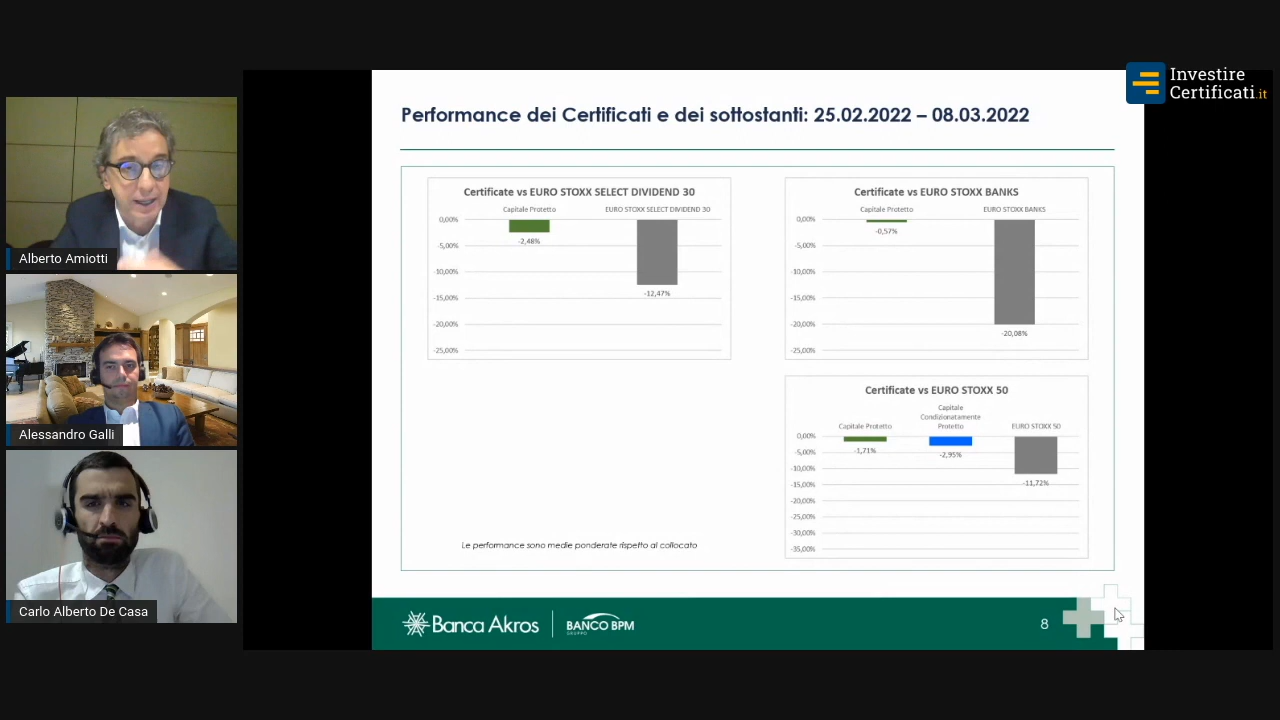 Investire
Certificati.it
Performance dei Certificati e dei sottostanti: 25.02.2022 – 08.03.2022
Certificate vs EURO STOXX SELECT DIVIDEND 30
Capitale Protetto
EURO STOXX SELECT DIVIDEND 30
0,00%
-5,00%
-10,00%
-15,00%
-20,00%
-25,00%
-2,48%
-12,47%
Certificate vs EURO STOXX BANKS
Capitale Protetto
EURO STOXX BANKS
0,00%
-5,00%
-10,00%
-15,00%
-20,00%
-25,00%
-0,57%
-20,08%
Certificate vs EURO STOXX 50
Capitale Protetto
Capitale
Condizionatamente
Protetto
EURO STOXX 50
0,00%
-5,00%
-10,00%
-15,00%
-20,00%
-25,00%
-30,00%
-35,00%
-1,71%
-2,95%
-11,72%
Le performance sono medie ponderate rispetto al collocato
Banca Akros
BANCO BPM
GRUPPO
8
Alberto Amiotti
Alessandro Galli
Carlo Alberto De Casa